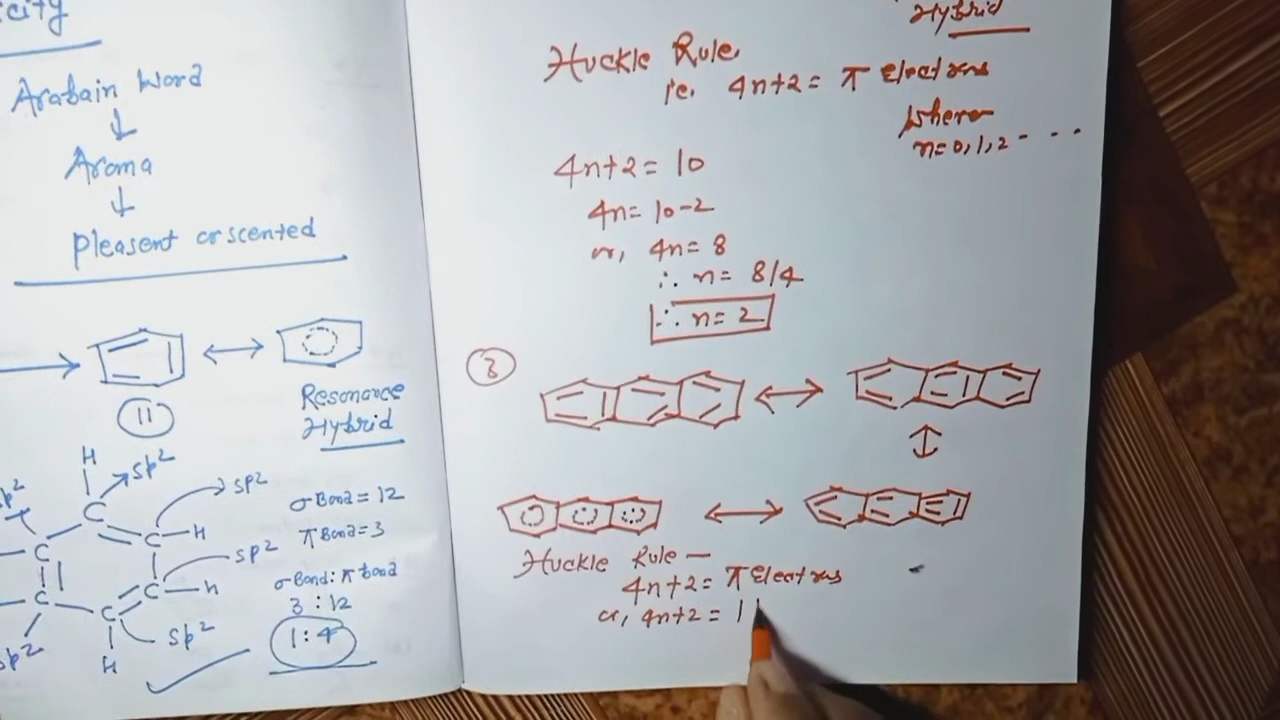 city
Arabain Word
↓
Aroma
↓
pleasent or scented
Resonance
Hybrid
11
H
sp²
sp²
sp²
C
C
H
C
sp²
C
H
C
C
sp²
sp²
H
σ Bond = 12
π Bond = 3
σ Bond : π bond
3 : 12
1 : 4
Hybrid
Huckle Rule
ie. 4n+2 = π Electrons
Where
n=0,1,2 - - - -
4n+2 = 10
4n = 10-2
or, 4n = 8
∴ n = 8/4
∴ n = 2
3
Huckle Rule —
4n+2 = π Electrons
or, 4n+2 = 1